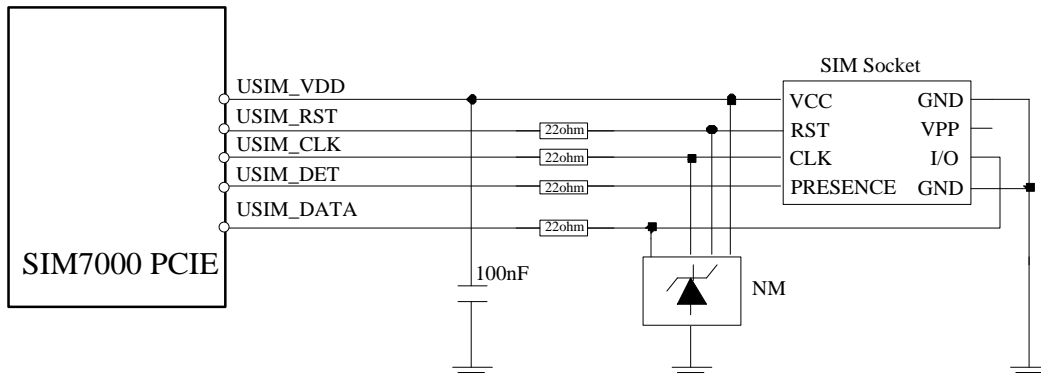 SIM Socket
USIM_VDD
VCC GND
USIM_RST
22ohm
RST VPP
USIM_CLK
22ohm
CLK I/O
USIM_DET
22ohm
PRESENCE GND
USIM_DATA
22ohm
SIM7000 PCIE
100nF
NM